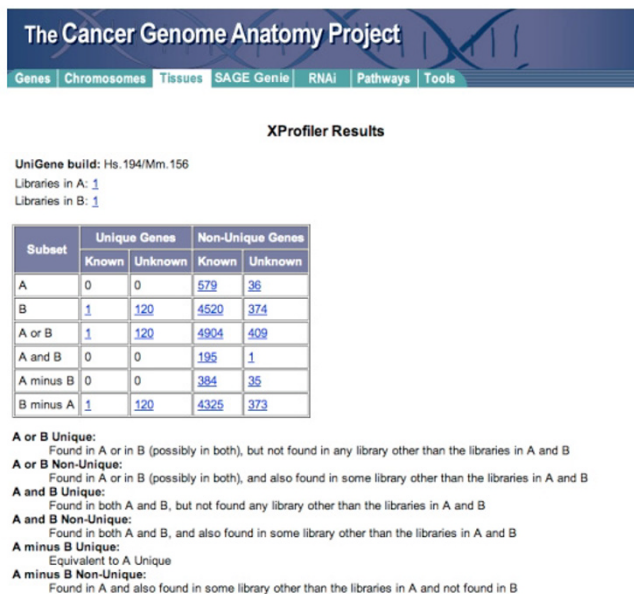 The Cancer Genome Anatomy Project
Genes Chromosomes Tissues SAGE Genie RNAi Pathways Tools
XProfiler Results
UniGene build: Hs.194/Mm.156
Libraries in A: 1
Libraries in B: 1
Subset Unique Genes Non-Unique Genes
Known Unknown Known Unknown
A 0 0 579 36
B 1 120 4520 374
A or B 1 120 4904 409
A and B 0 0 195 1
A minus B 0 0 384 35
B minus A 1 120 4325 373
A or B Unique:
Found in A or in B (possibly in both), but not found in any library other than the libraries in A and B
A or B Non-Unique:
Found in A or in B (possibly in both), and also found in some library other than the libraries in A and B
A and B Unique:
Found in both A and B, but not found any library other than the libraries in A and B
A and B Non-Unique:
Found in both A and B, and also found in some library other than the libraries in A and B
A minus B Unique:
Equivalent to A Unique
A minus B Non-Unique:
Found in A and also found in some library other than the libraries in A and not found in B